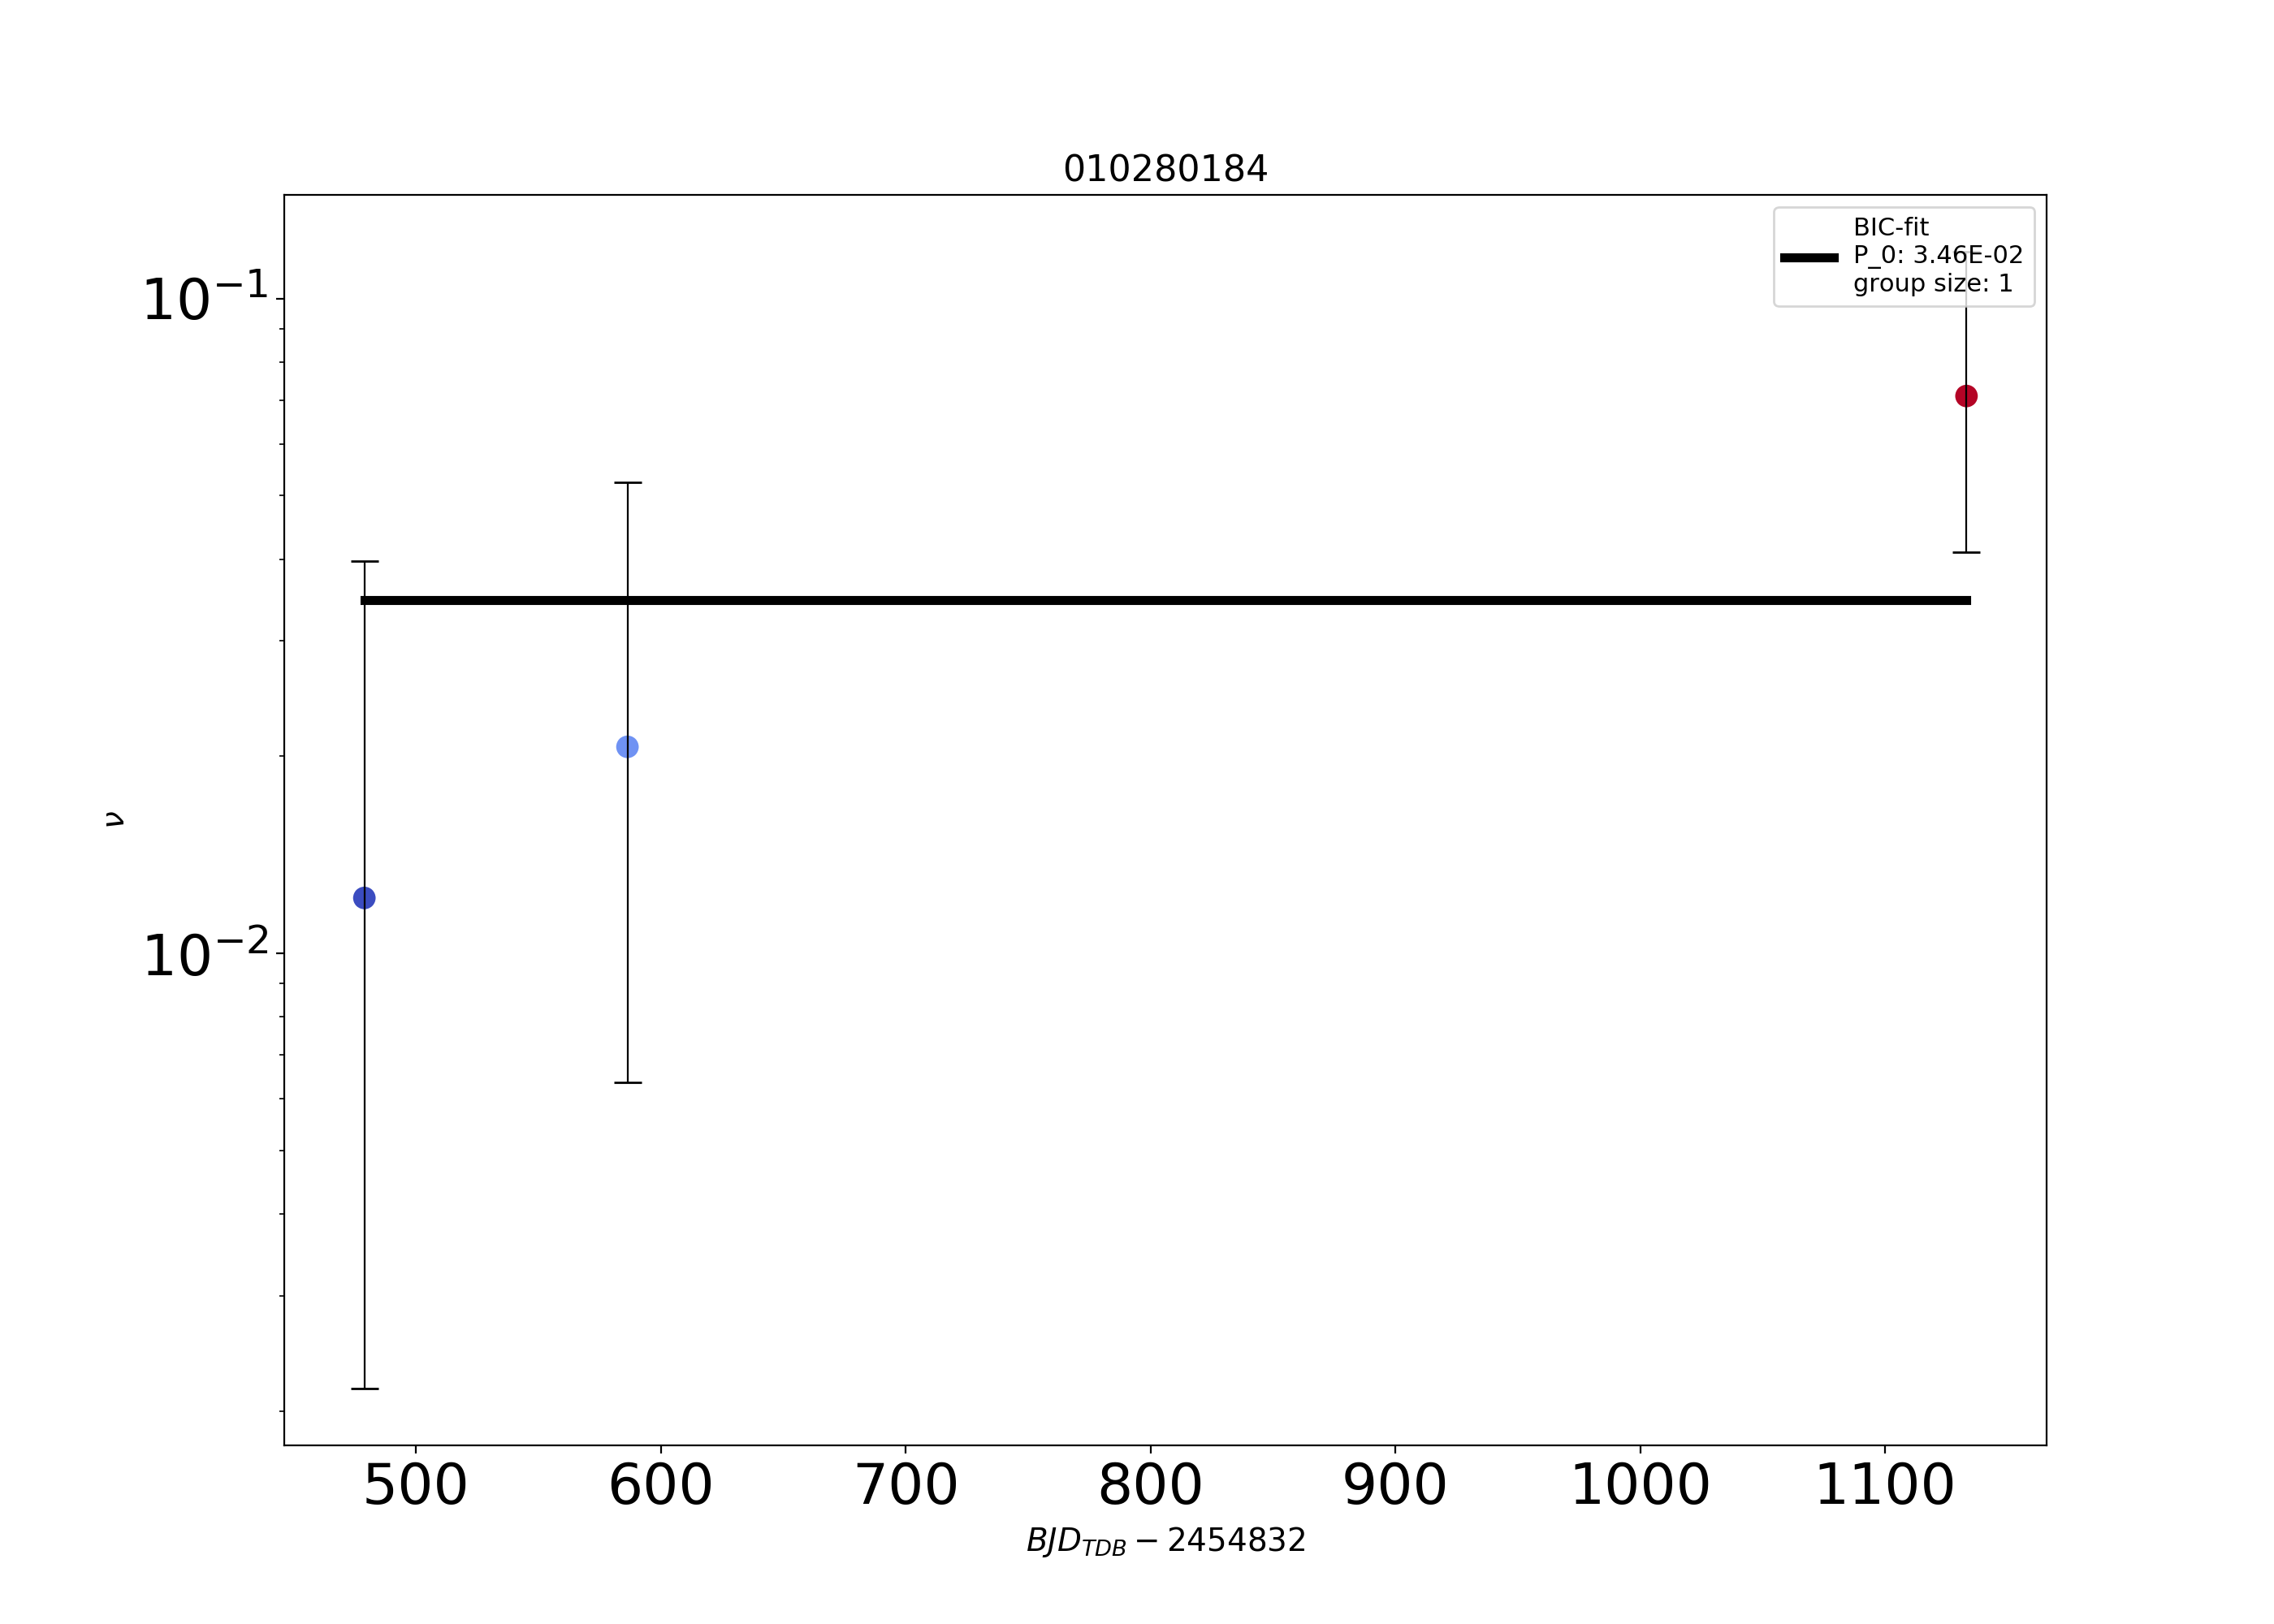 010280184
BIC-fit
P_0: 3.46E-02
group size: 1
10⁻¹
10⁻²
ν
500 600 700 800 900 1000 1100
BJD_TDB − 2454832